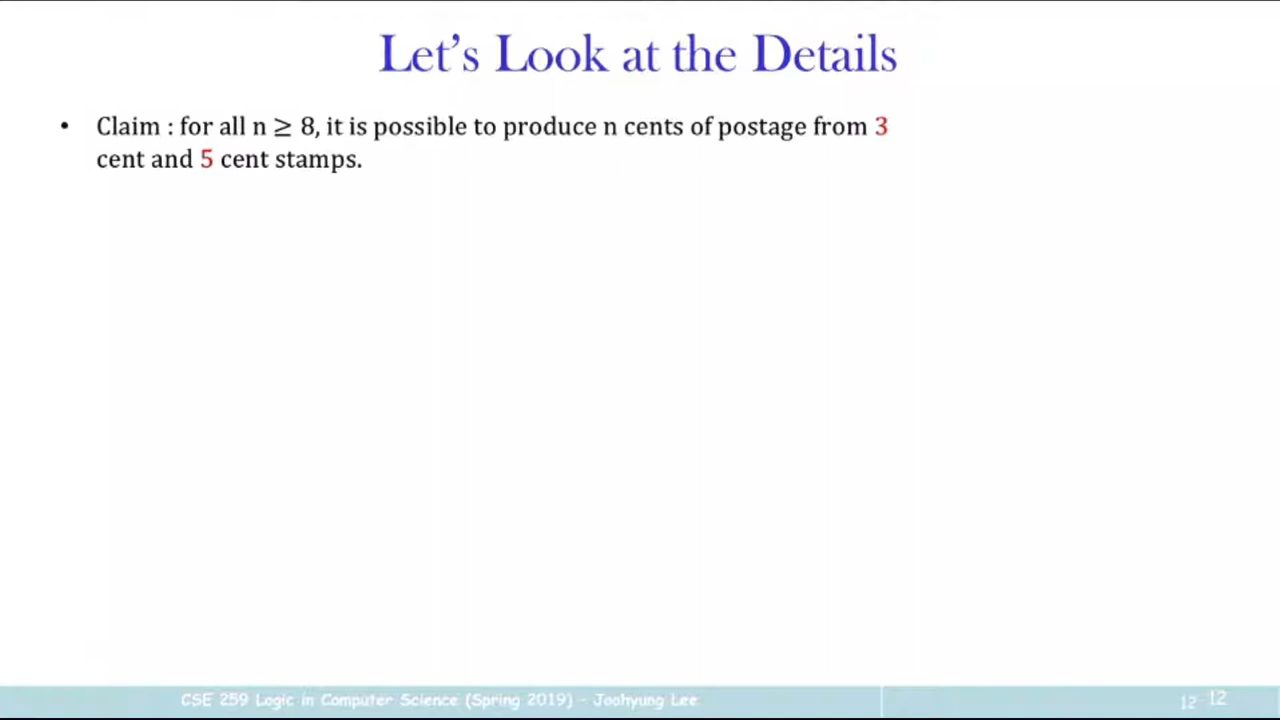 Let's Look at the Details
• Claim : for all n ≥ 8, it is possible to produce n cents of postage from 3
cent and 5 cent stamps.
CSE 259 Logic in Computer Science (Spring 2019) - Joohyung Lee
12 12